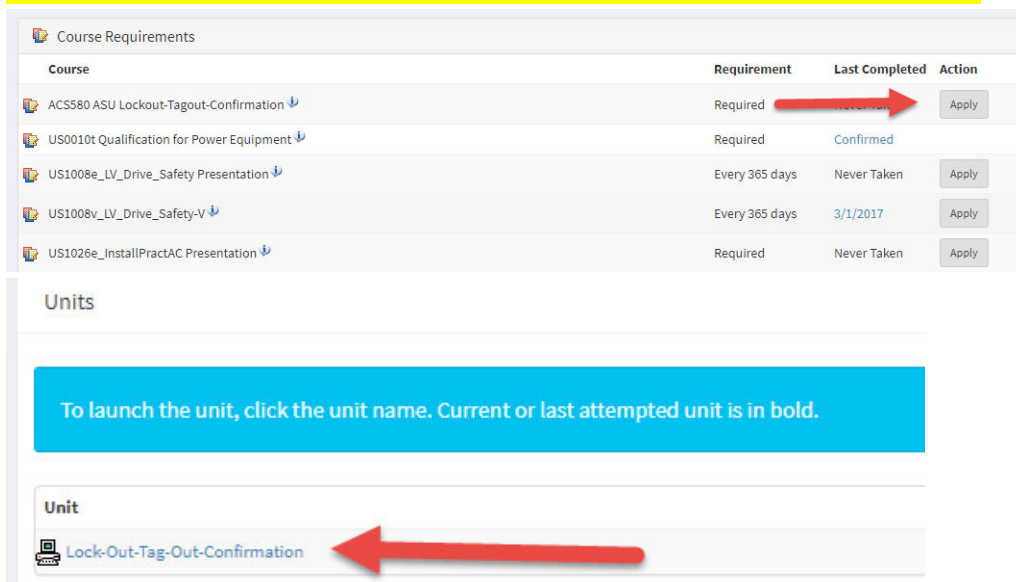 Course Requirements
Course Requirement Last Completed Action
ACS580 ASU Lockout-Tagout-Confirmation Required Apply
US0010t Qualification for Power Equipment Required Confirmed
US1008e_LV_Drive_Safety Presentation Every 365 days Never Taken Apply
US1008v_LV_Drive_Safety-V Every 365 days 3/1/2017 Apply
US1026e_InstallPractAC Presentation Required Never Taken Apply
Units
To launch the unit, click the unit name. Current or last attempted unit is in bold.
Unit
Lock-Out-Tag-Out-Confirmation